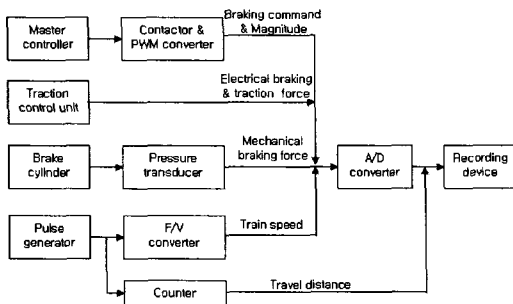 Braking command
& Magnitude
Master
controller
Contactor &
PWM converter
Electrical braking
& traction force
Traction
control unit
Mechanical
braking force
Brake
cylinder
Pressure
transducer
A/D
converter
Recording
device
Pulse
generator
F/V
converter
Train speed
Counter
Travel distance